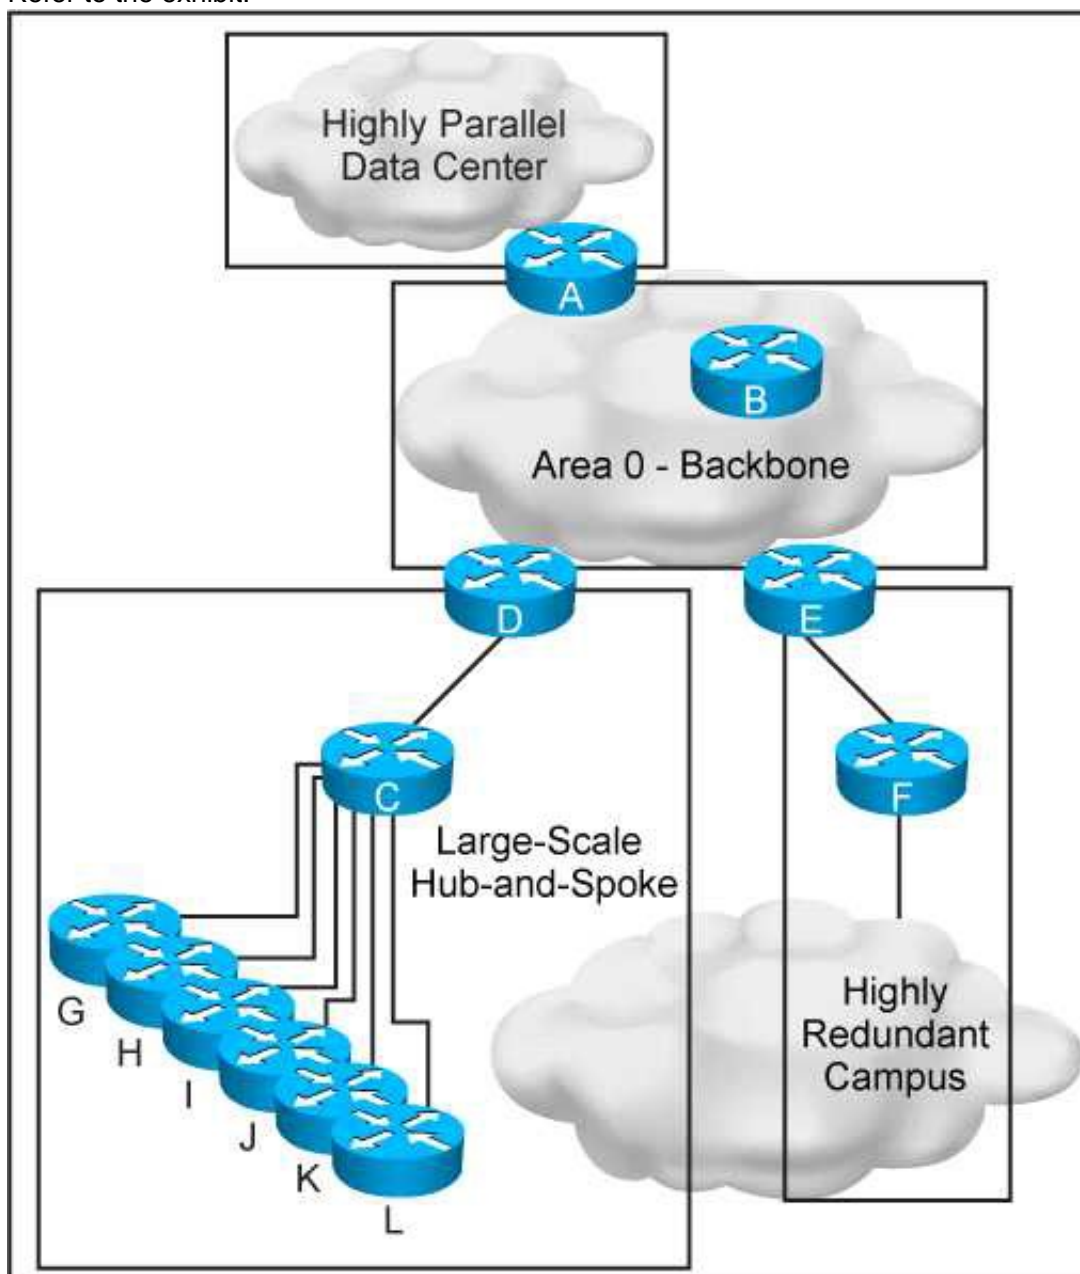 Refer to the exhibit.
Highly Parallel
Data Center
A
B
Area 0 - Backbone
D
E
C
F
Large-Scale
Hub-and-Spoke
G
H
I
J
K
L
Highly
Redundant
Campus